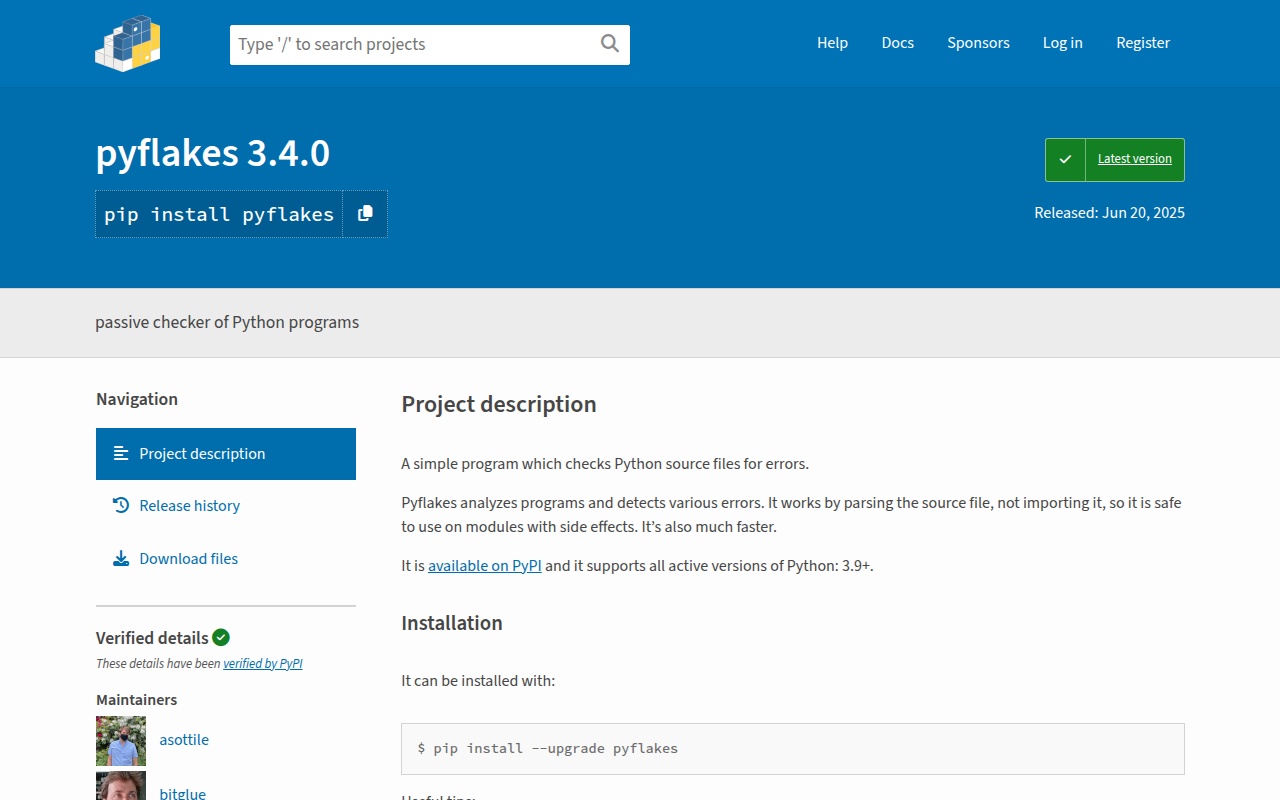 Type '/' to search projects
Help
Docs
Sponsors
Log in
Register
pyflakes 3.4.0
pip install pyflakes
Latest version
Released: Jun 20, 2025
passive checker of Python programs
Navigation
Project description
Release history
Download files
Verified details
These details have been verified by PyPI
Maintainers
asottile
bitglue
Project description
A simple program which checks Python source files for errors.
Pyflakes analyzes programs and detects various errors. It works by parsing the source file, not importing it, so it is safe
to use on modules with side effects. It’s also much faster.
It is available on PyPI and it supports all active versions of Python: 3.9+.
Installation
It can be installed with:
$ pip install --upgrade pyflakes
Useful tips: